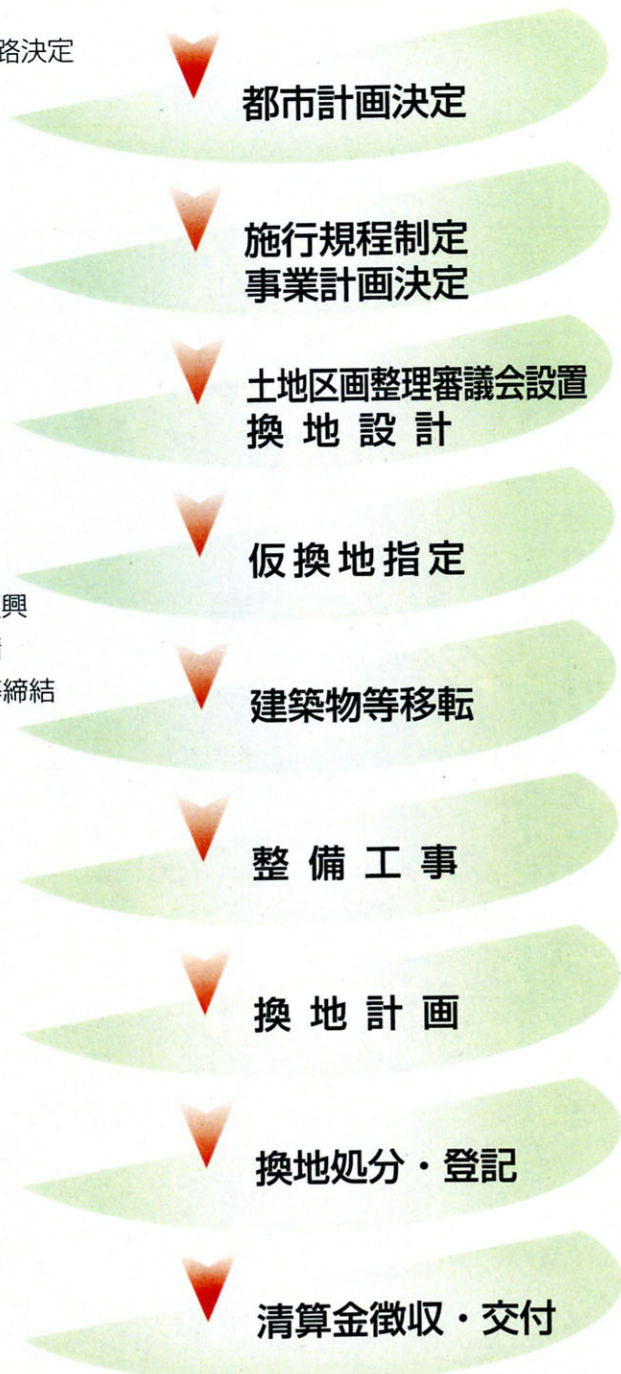 路決定
都市計画決定
施行規程制定
事業計画決定
土地区画整理審議会設置
換地設計
仮換地指定
興
締結
建築物等移転
整備工事
換地計画
換地処分・登記
清算金徴収・交付